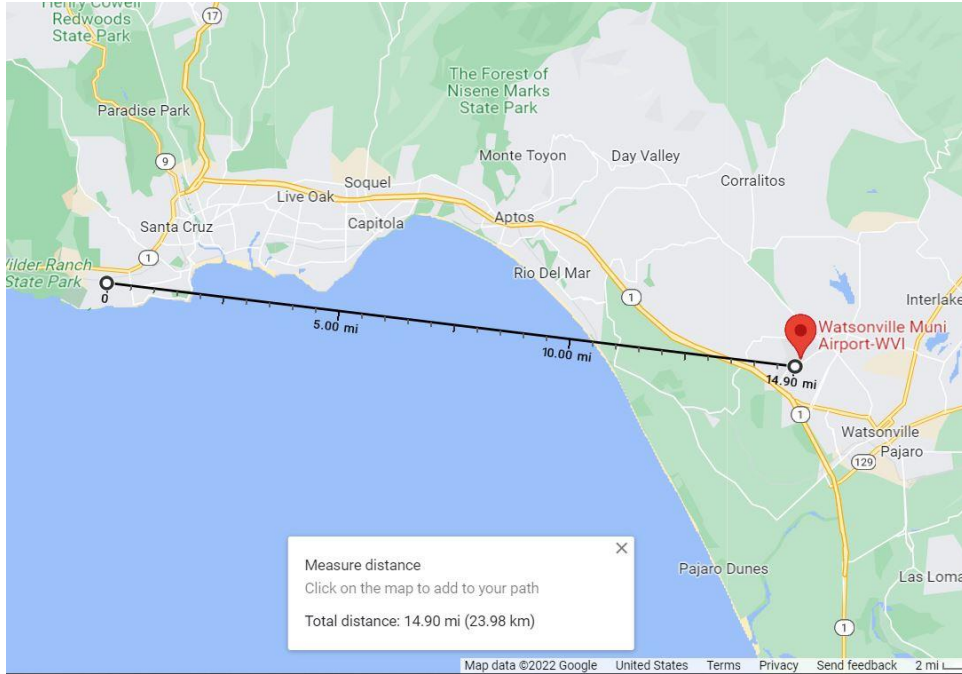 Henry Cowell
Redwoods
State Park
17
The Forest of
Nisene Marks
State Park
Paradise Park
9
Monte Toyon
Day Valley
Corralitos
Soquel
Live Oak
Santa Cruz
Capitola
Aptos
1
Wilder Ranch
State Park
Rio Del Mar
1
0
5.00 mi
10.00 mi
14.90 mi
Interlake
Watsonville Muni
Airport-WVI
1
Watsonville
Pajaro
129
Measure distance
Click on the map to add to your path
Total distance: 14.90 mi (23.98 km)
Pajaro Dunes
Las Loma
1
Map data ©2022 Google United States Terms Privacy Send feedback 2 mi